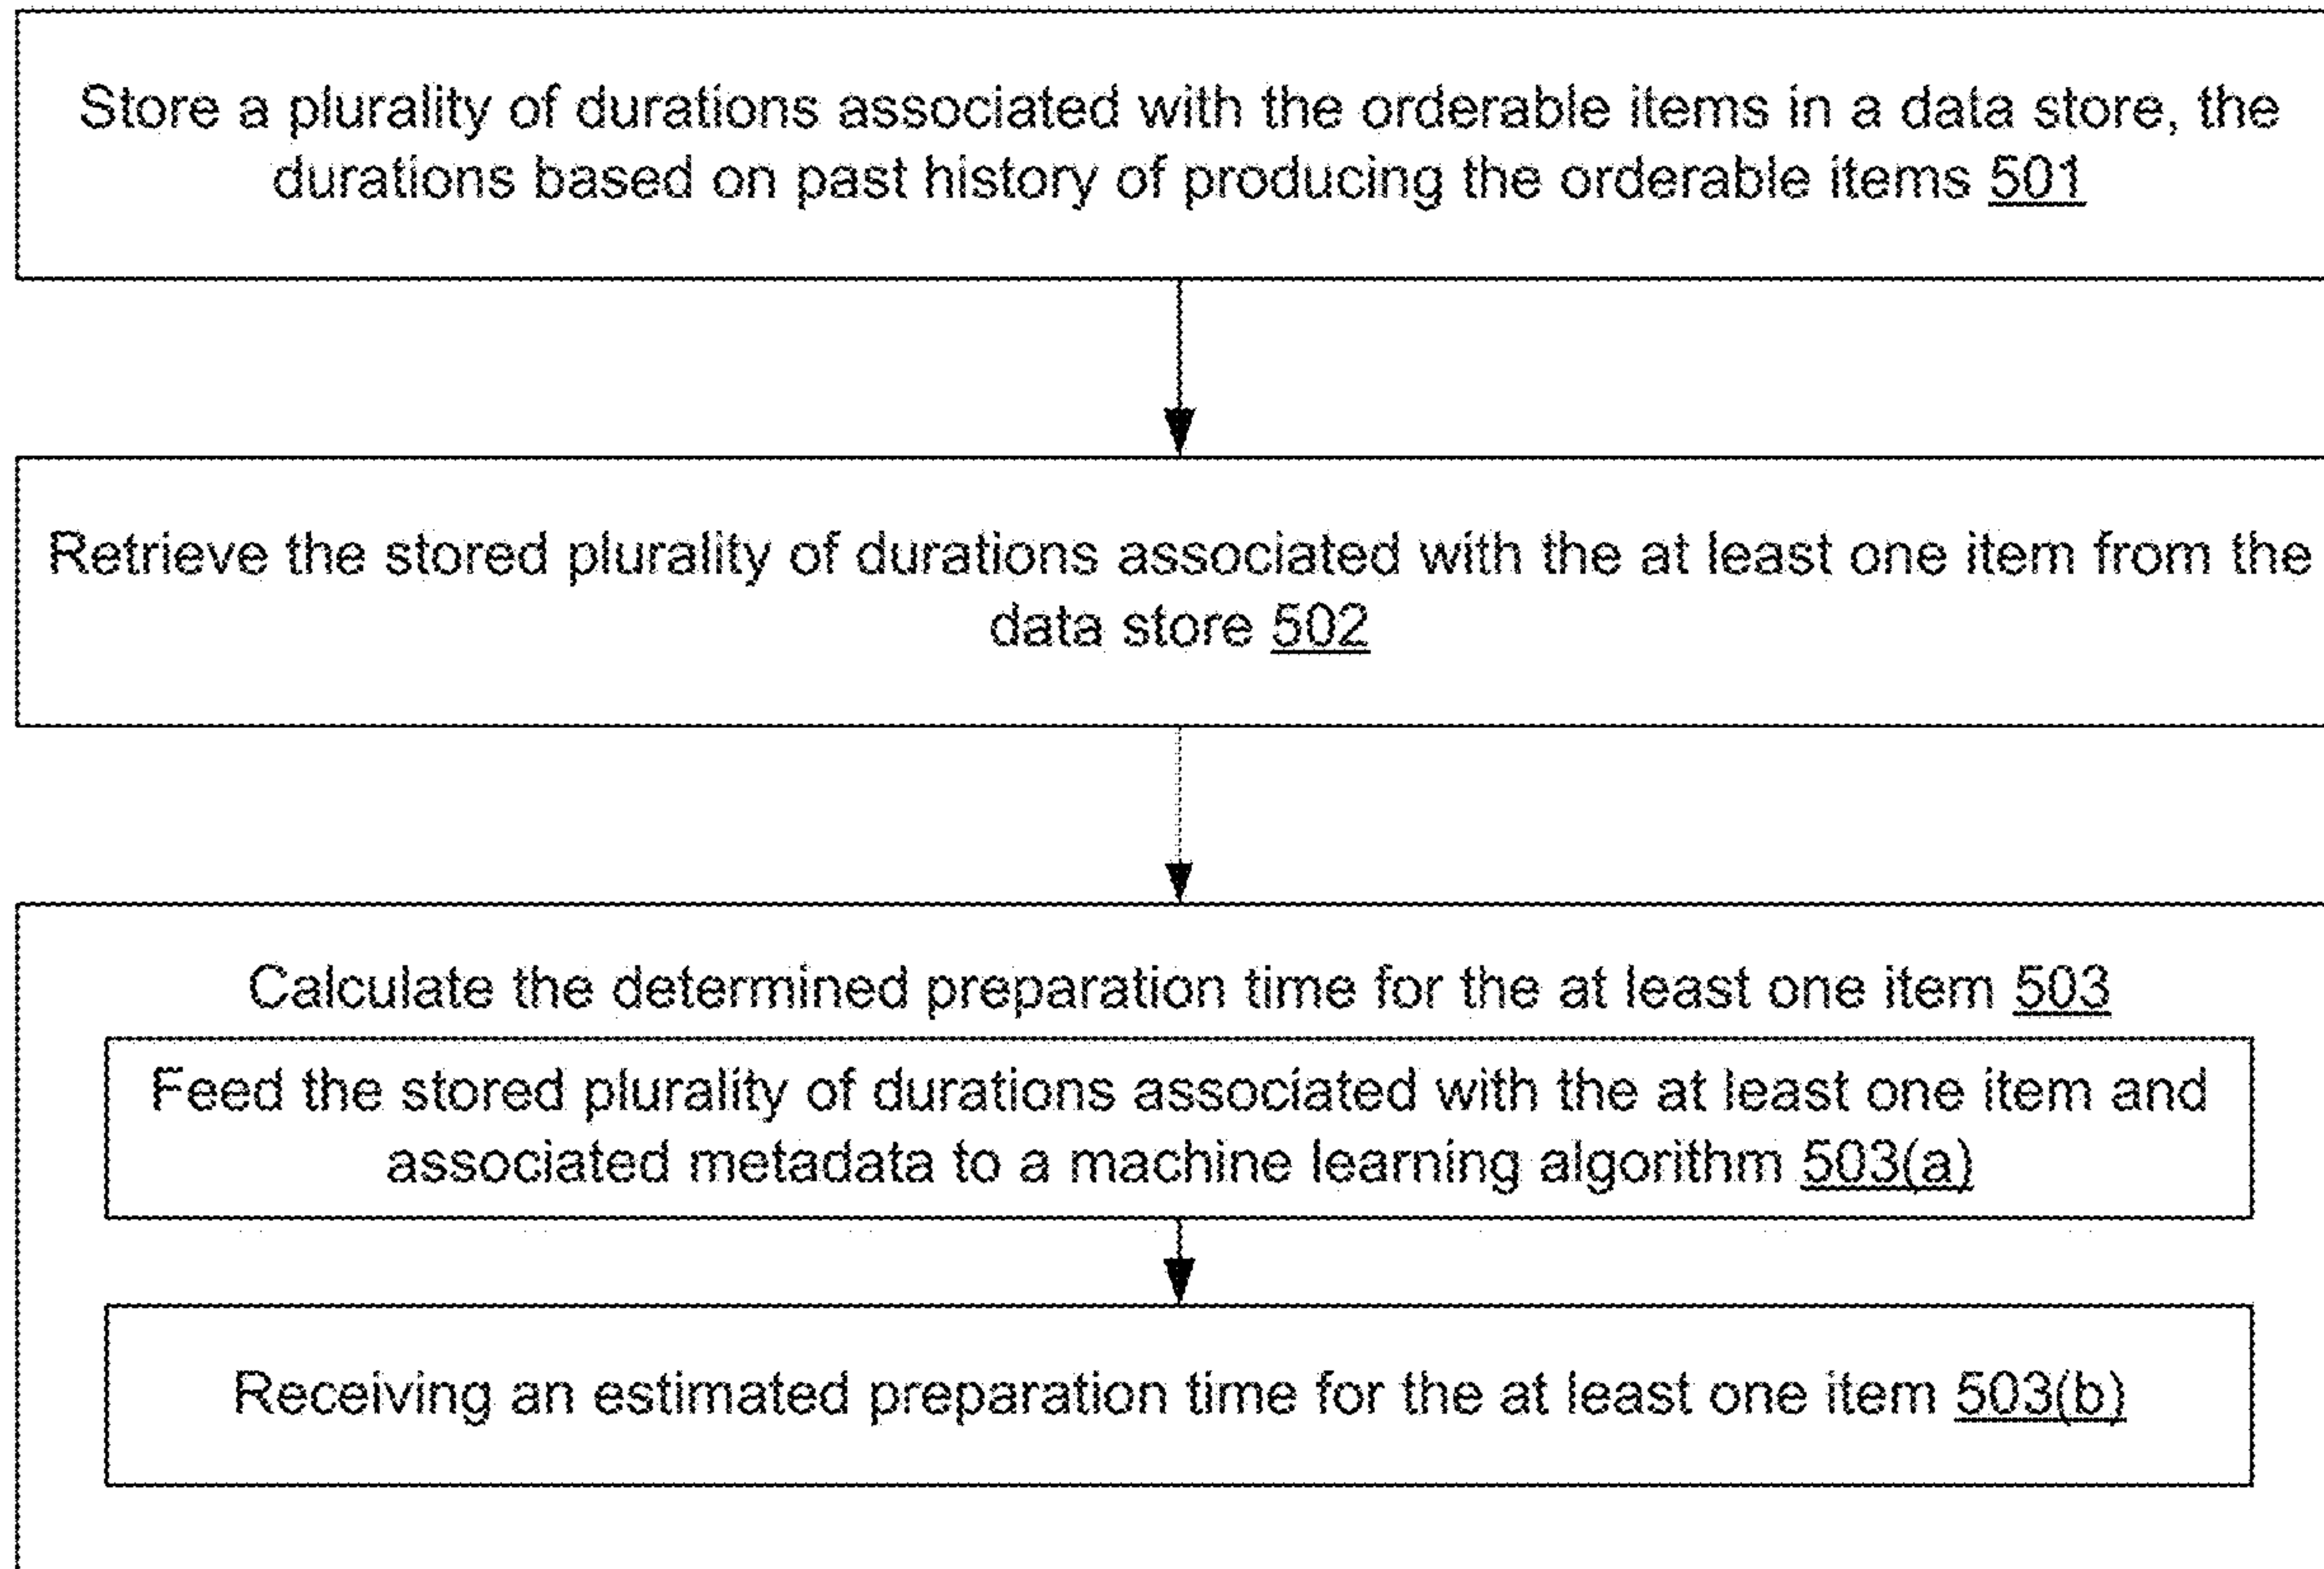 Store a plurality of durations associated with the orderable items in a data store, the
durations based on past history of producing the orderable items 501
Retrieve the stored plurality of durations associated with the at least one item from the
data store 502
Calculate the determined preparation time for the at least one item 503
Feed the stored plurality of durations associated with the at least one item and
associated metadata to a machine learning algorithm 503(a)
Receiving an estimated preparation time for the at least one item 503(b)